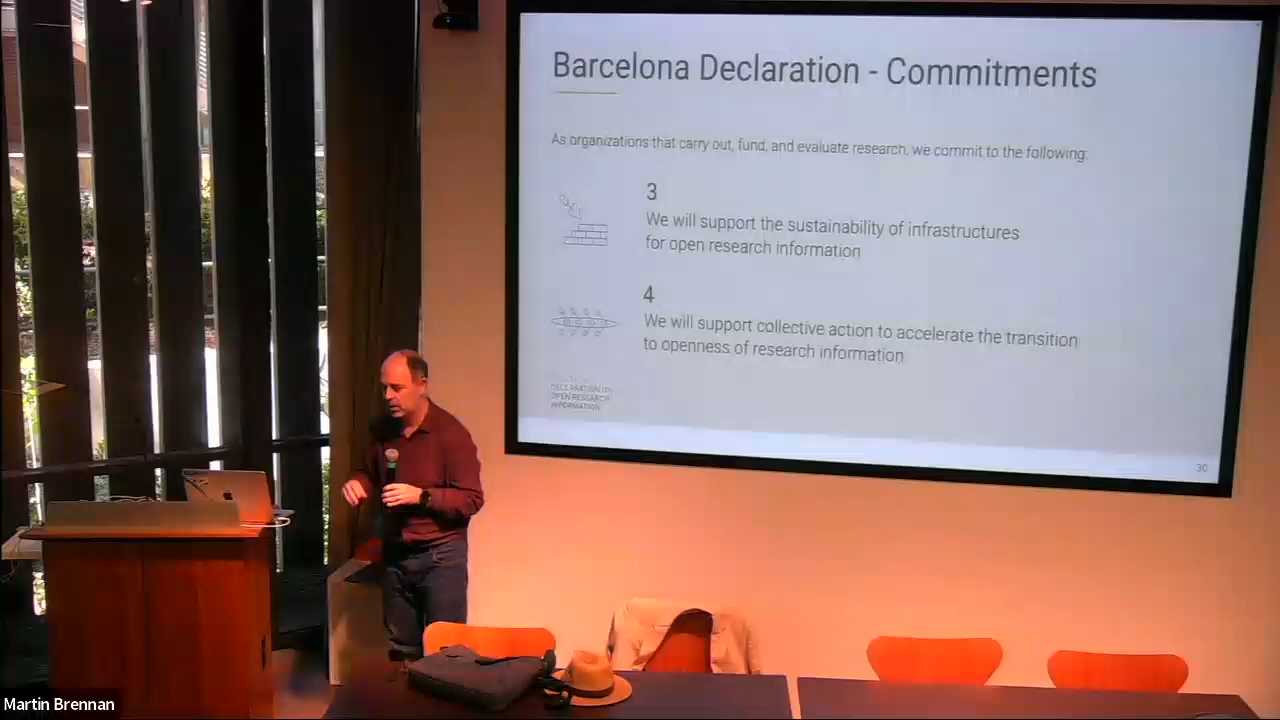 Barcelona Declaration - Commitments
As organizations that carry out, fund, and evaluate research, we commit to the following:
3
We will support the sustainability of infrastructures
for open research information
4
We will support collective action to accelerate the transition
to openness of research information
DECLARATION ON
OPEN RESEARCH
INFORMATION
30
Martin Brennan